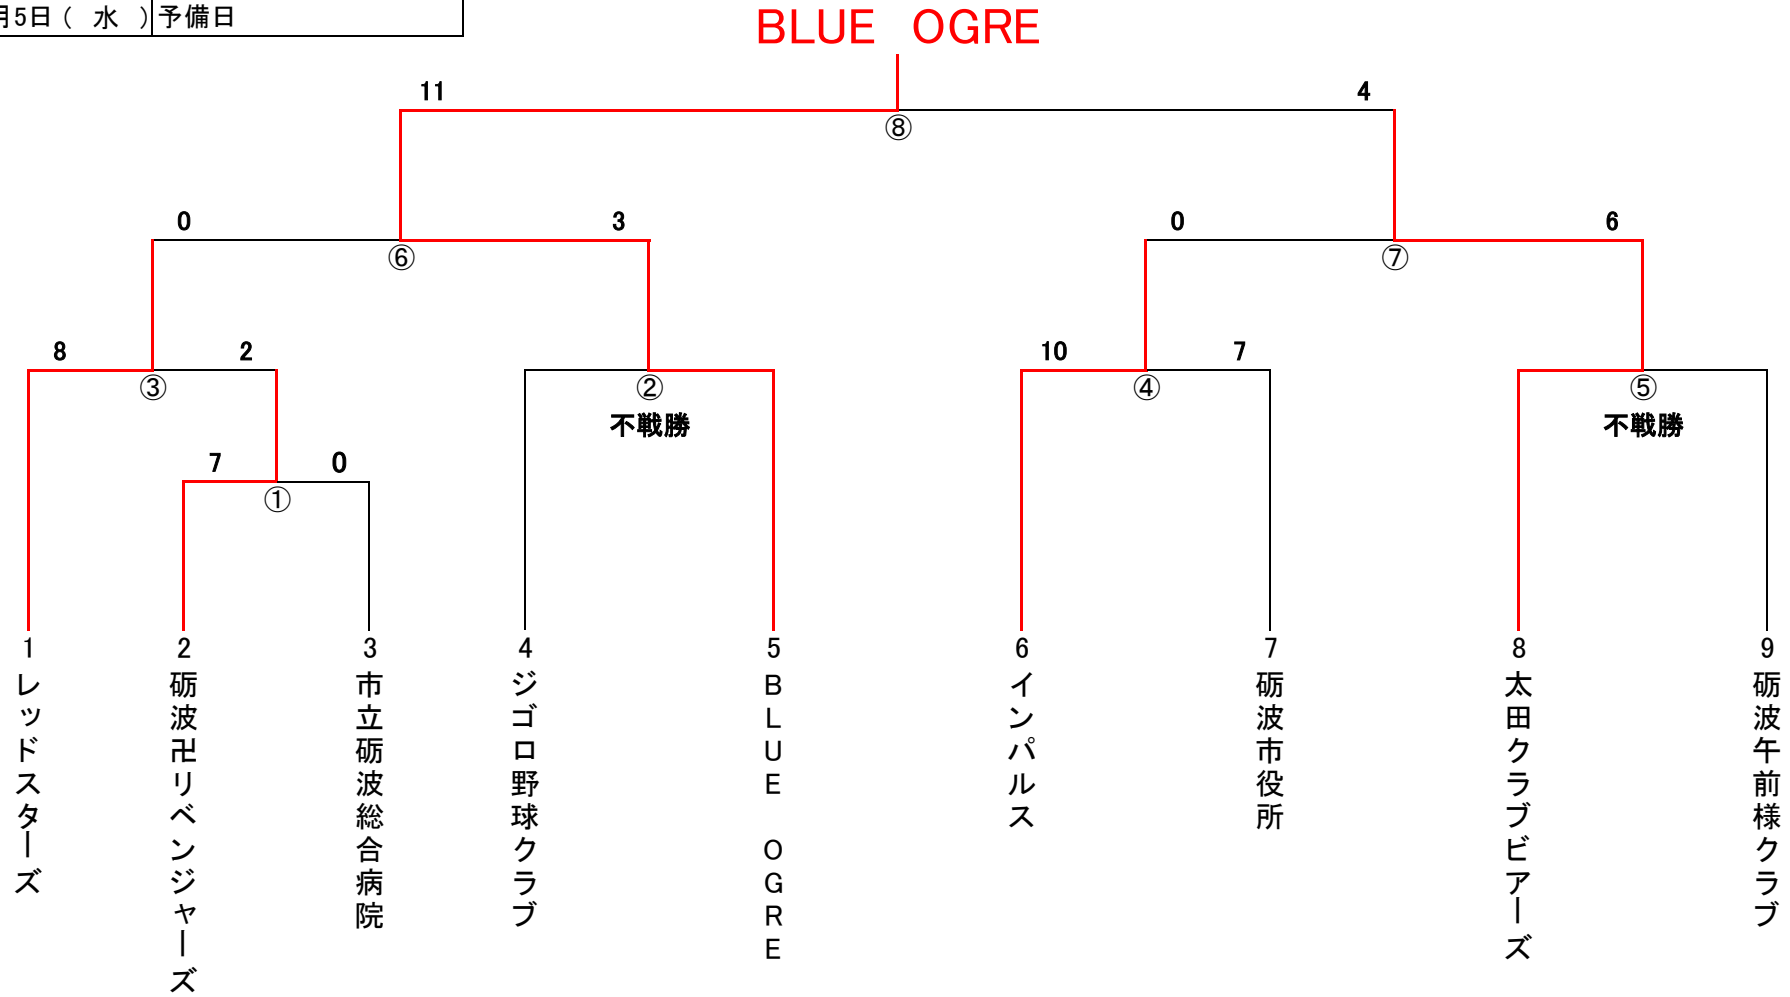 月5日（ 水 ）予備日
BLUE OGRE
11 4
⑧
0 3 0 6
⑥ ⑦
8 2 10 7
③ ② ④ ⑤
不戦勝 不戦勝
7 0
①
1 2 3 4 5 6 7 8 9
レッドスターズ
砺波卍リベンジャーズ
市立砺波総合病院
ジゴロ野球クラブ
BLUE OGRE
インパルス
砺波市役所
太田クラブビアーズ
砺波午前様クラブ